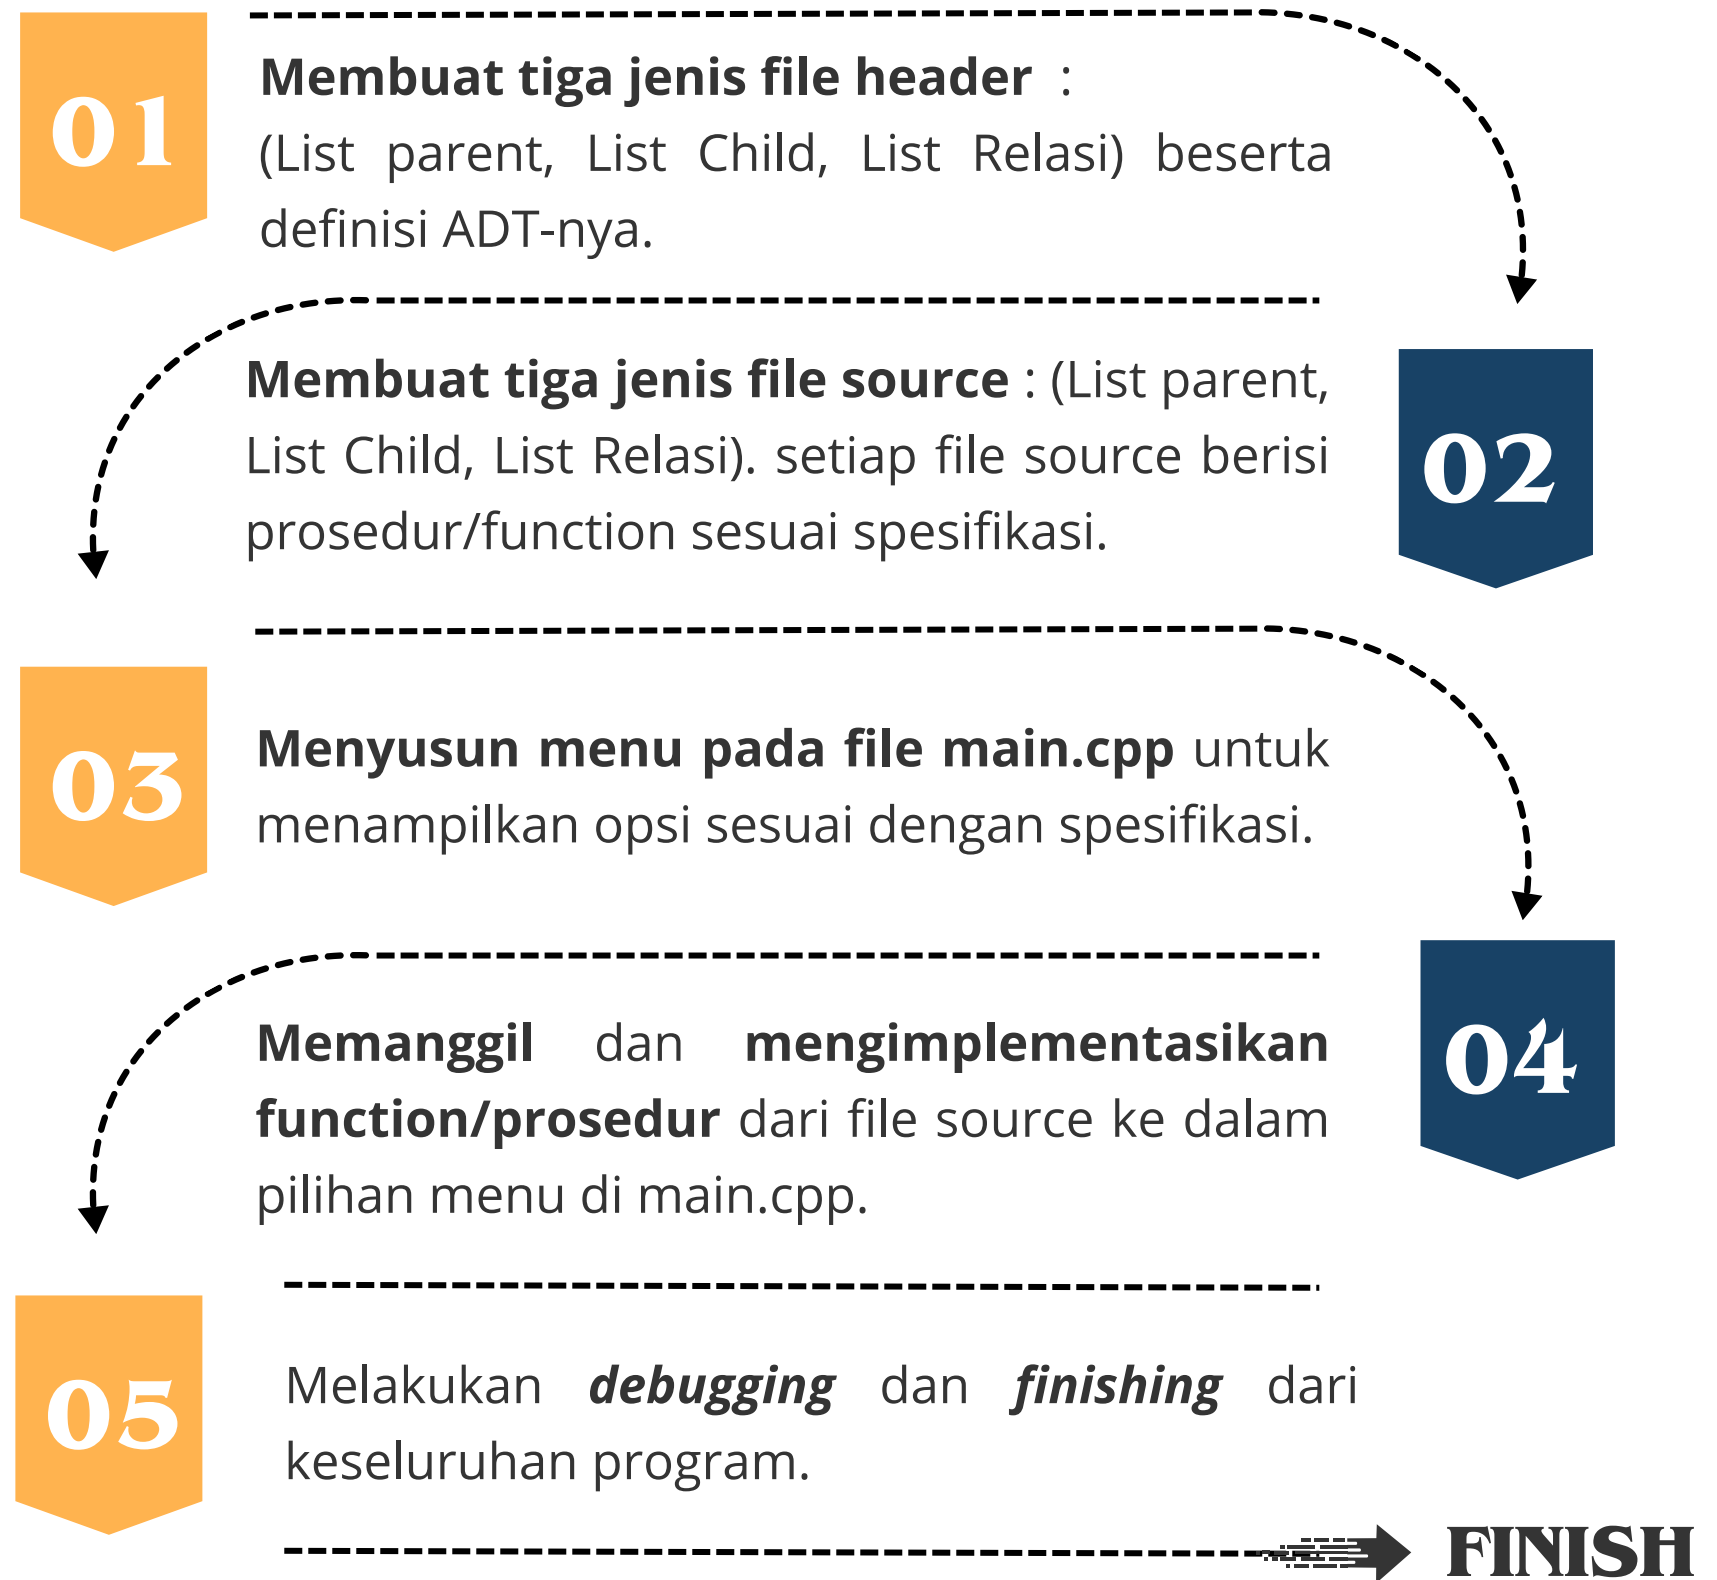 01
Membuat tiga jenis file header :
(List parent, List Child, List Relasi) beserta
definisi ADT-nya.
Membuat tiga jenis file source : (List parent,
List Child, List Relasi). setiap file source berisi
prosedur/function sesuai spesifikasi.
02
03
Menyusun menu pada file main.cpp untuk
menampilkan opsi sesuai dengan spesifikasi.
Memanggil dan mengimplementasikan
function/prosedur dari file source ke dalam
pilihan menu di main.cpp.
04
05
Melakukan debugging dan finishing dari
keseluruhan program.
FINISH